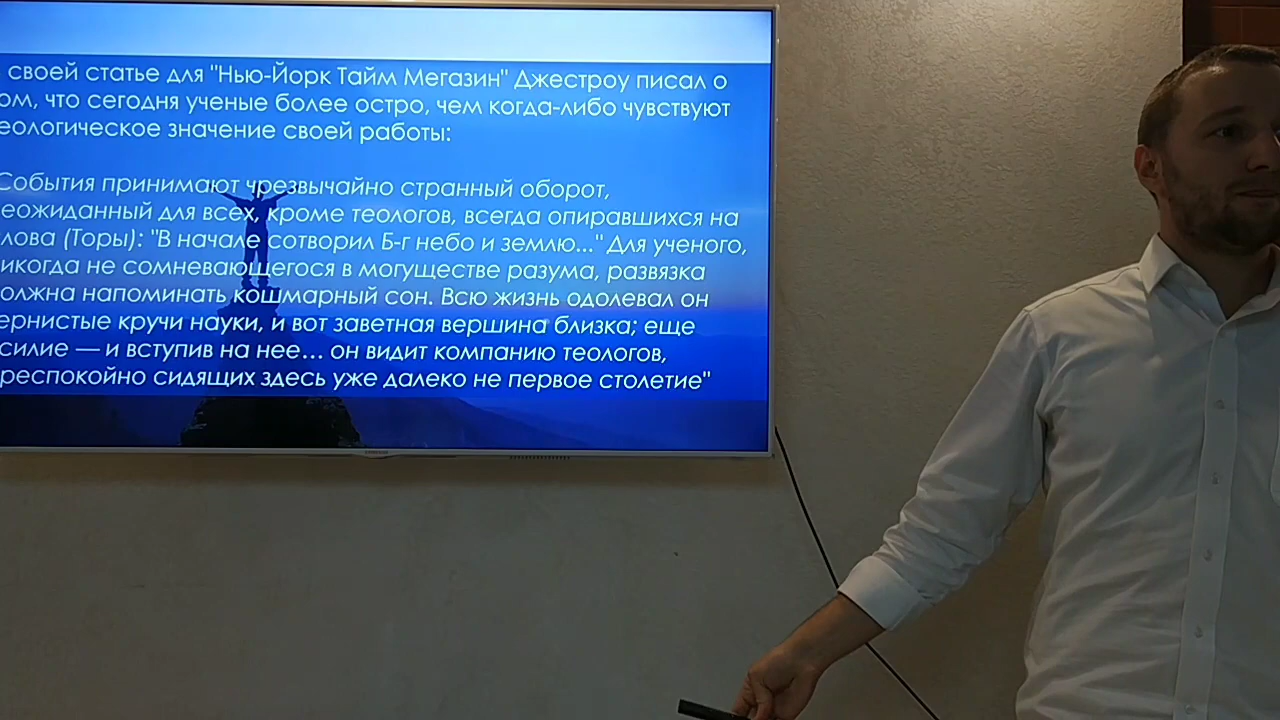 своей статье для "Нью-Йорк Тайм Мегазин" Джестроу писал о
ом, что сегодня ученые более остро, чем когда-либо чувствуют
еологическое значение своей работы:
События принимают чрезвычайно странный оборот,
еожиданный для всех, кроме теологов, всегда опиравшихся на
лова (Торы): "В начале сотворил Б-г небо и землю..." Для ученого,
икогда не сомневающегося в могуществе разума, развязка
олжна напоминать кошмарный сон. Всю жизнь одолевал он
ернистые кручи науки, и вот заветная вершина близка; еще
силие — и вступив на нее... он видит компанию теологов,
респокойно сидящих здесь уже далеко не первое столетие"
SAMSUNG